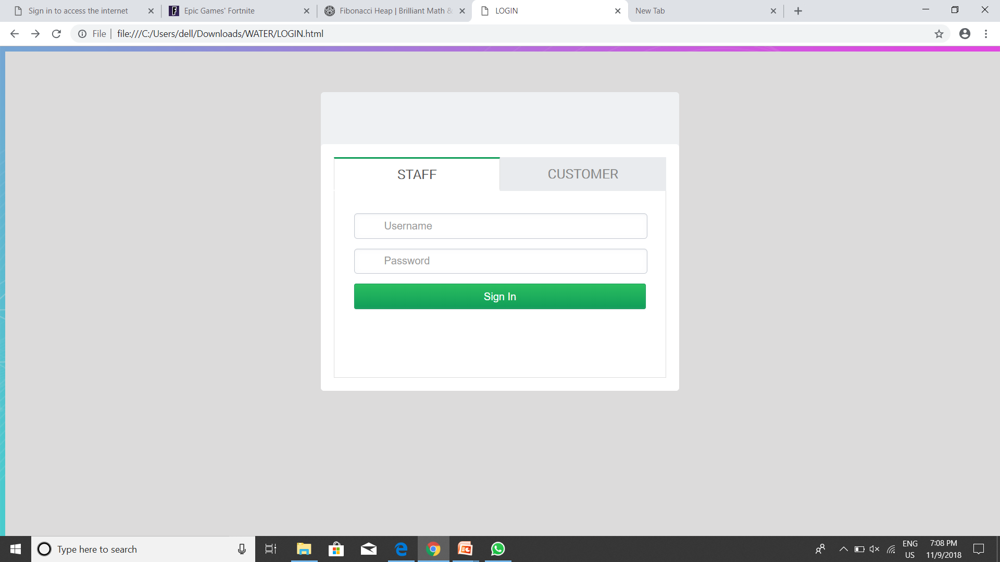 Sign in to access the internet
Epic Games' Fortnite
Fibonacci Heap | Brilliant Math &
LOGIN
New Tab
File
file:///C:/Users/dell/Downloads/WATER/LOGIN.html
STAFF
CUSTOMER
Username
Password
Sign In
Type here to search
ENG
US
7:08 PM
11/9/2018